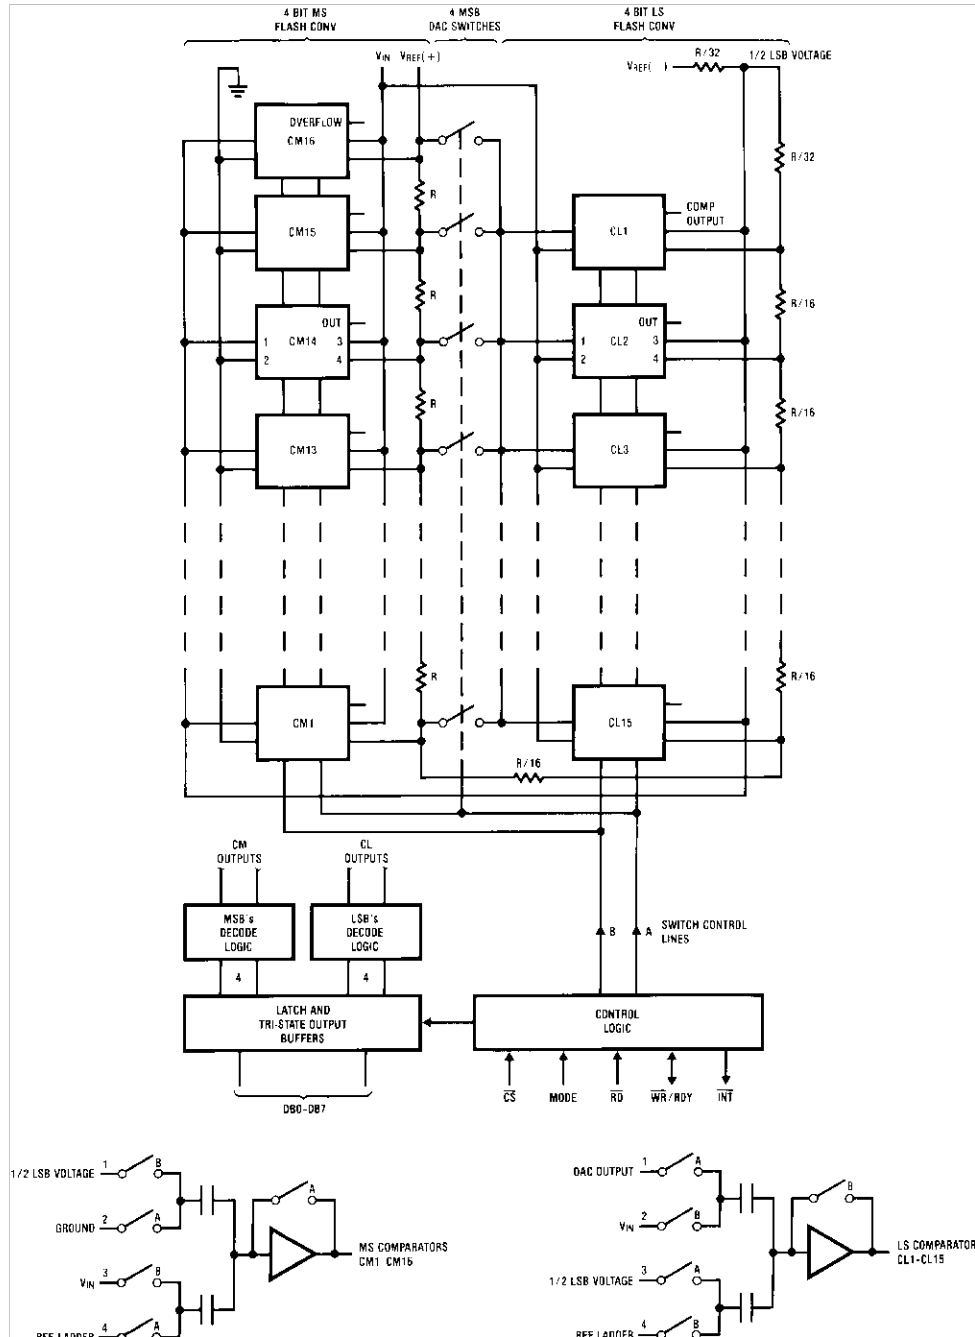 4 BIT MS
FLASH CONV
4 MSB
DAC SWITCHES
4 BIT LS
FLASH CONV
VIN
VREF(+)
VREF(-)
R/32
1/2 LSB VOLTAGE
OVERFLOW
CM16
R/32
R
CM15
CL1
COMP
OUTPUT
R
R/16
OUT
1
CM14
3
2
4
OUT
1
CL2
3
2
4
R
R/16
CM13
CL3
R
R/16
CM1
CL15
R/16
CM
OUTPUTS
CL
OUTPUTS
MSB's
DECODE
LOGIC
LSB's
DECODE
LOGIC
B
A
SWITCH CONTROL
LINES
4
4
LATCH AND
TRI-STATE OUTPUT
BUFFERS
CONTROL
LOGIC
CS
MODE
RD
WR/RDY
INT
DB0-DB7
1/2 LSB VOLTAGE
1
B
A
GROUND
2
A
MS COMPARATORS
CM1-CM16
VIN
3
B
REF LADDER
4
A
DAC OUTPUT
1
A
B
VIN
2
B
LS COMPARATOR
CL1-CL15
1/2 LSB VOLTAGE
3
A
REF LADDER
4
B